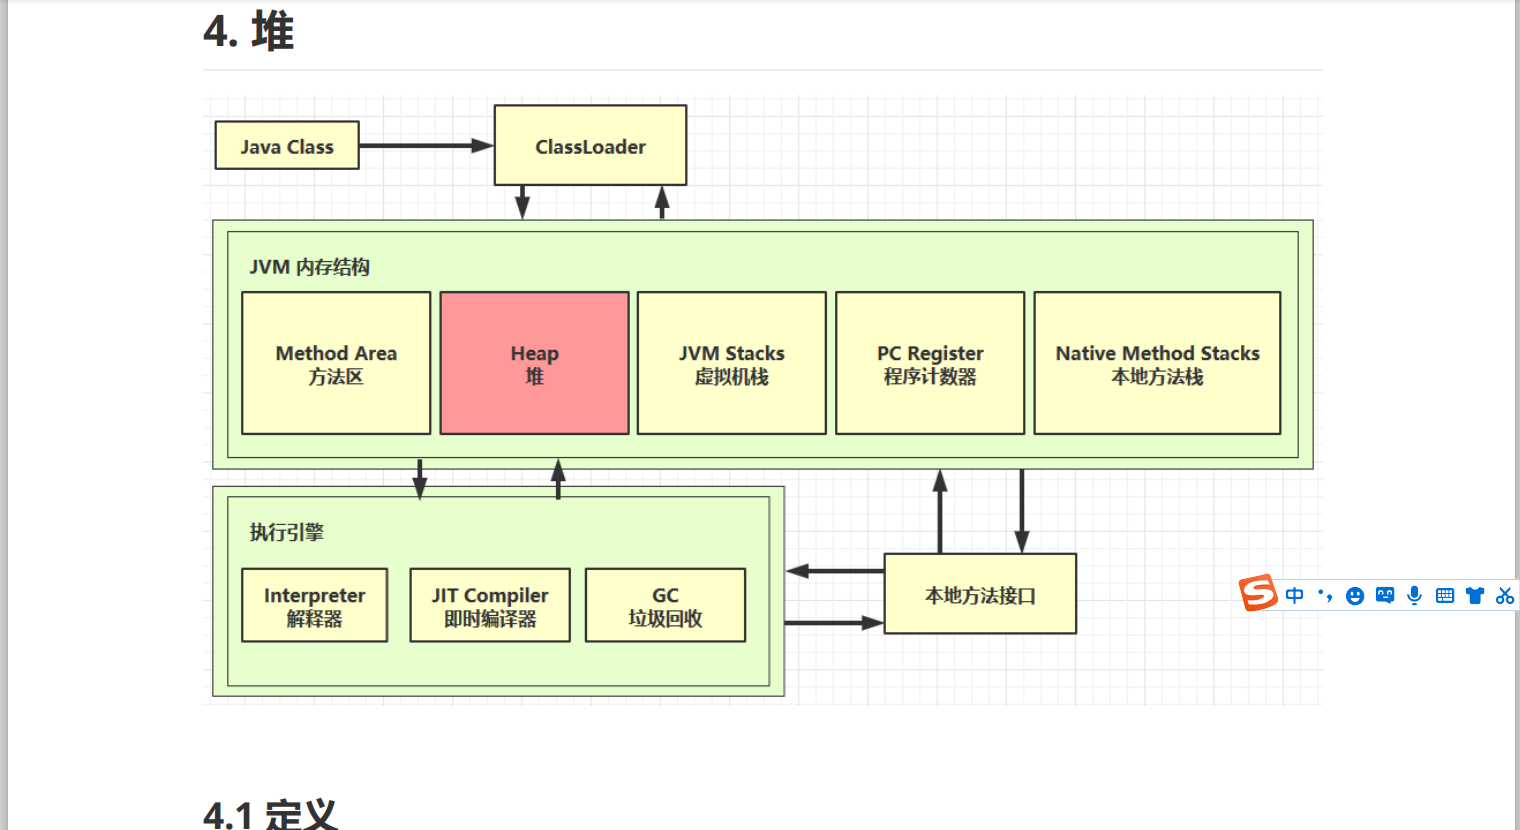 4. 堆
Java Class
ClassLoader
JVM 内存结构
Method Area
方法区
Heap
堆
JVM Stacks
虚拟机栈
PC Register
程序计数器
Native Method Stacks
本地方法栈
执行引擎
Interpreter
解释器
JIT Compiler
即时编译器
GC
垃圾回收
本地方法接口
中
4.1 定义